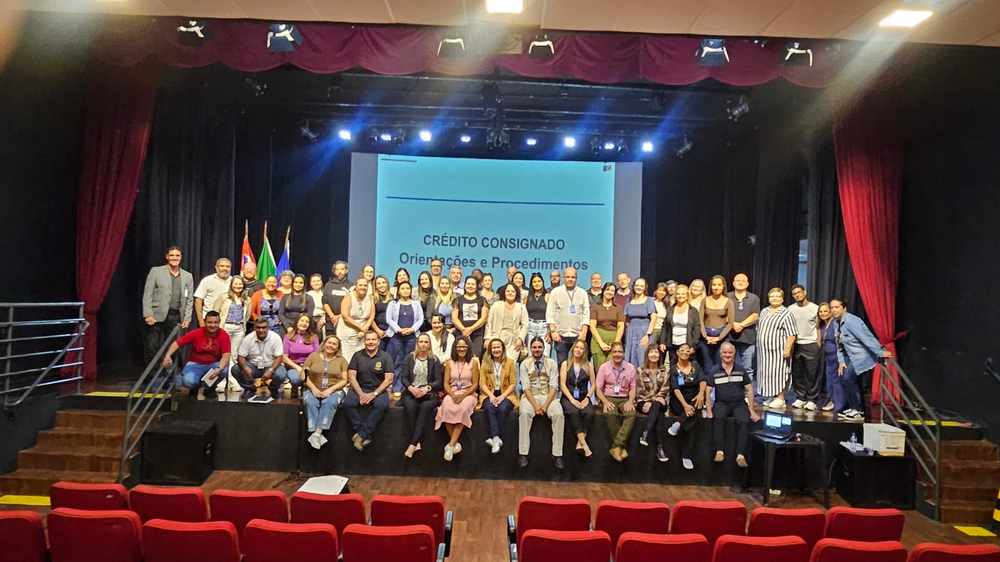 CRÉDITO CONSIGNADO
Orientações e Procedimentos